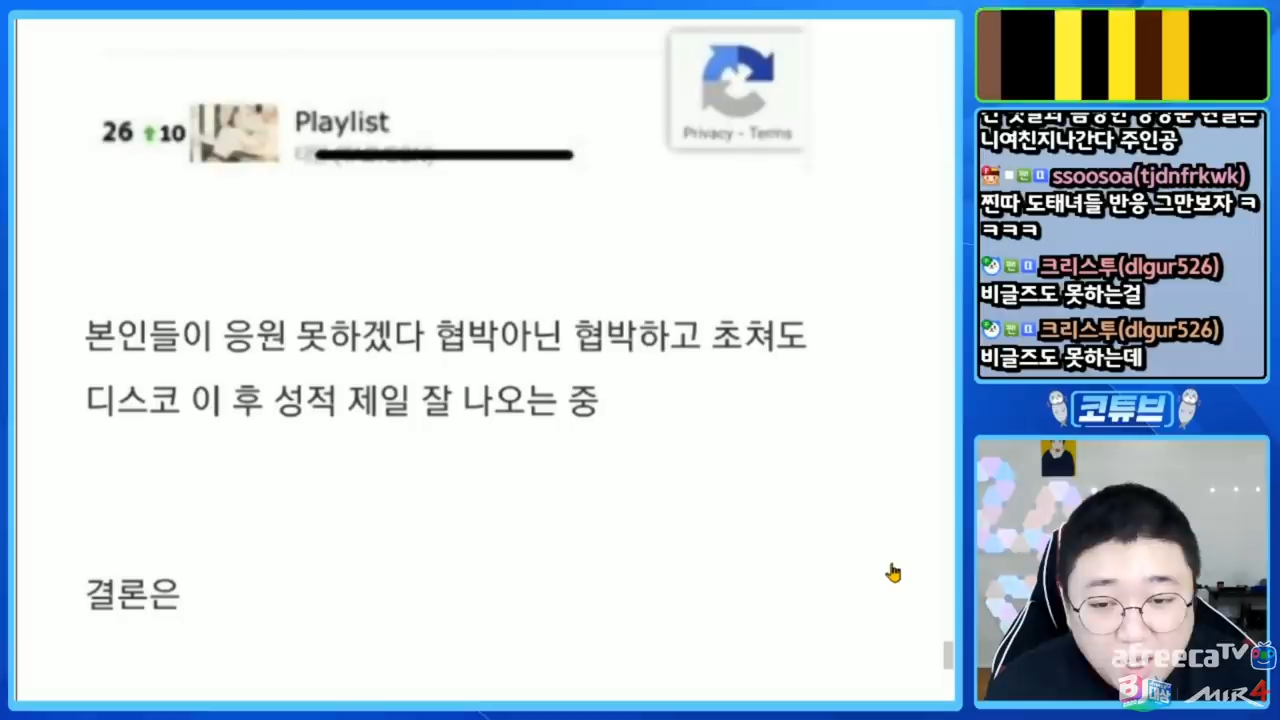 26 ↑10
Playlist
Privacy - Terms
본인들이 응원 못하겠다 협박아닌 협박하고 초쳐도
디스코 이 후 성적 제일 잘 나오는 중
결론은
니여친지나간다 주인공
ssoosoa(tjdnfrkwk)
찐따 도태녀들 반응 그만보자 ㅋ
ㅋㅋㅋㅋ
크리스투(dlgur526)
비글즈도 못하는걸
크리스투(dlgur526)
비글즈도 못하는데
코튜브
afreecaTV
BJ대상 | MIR4